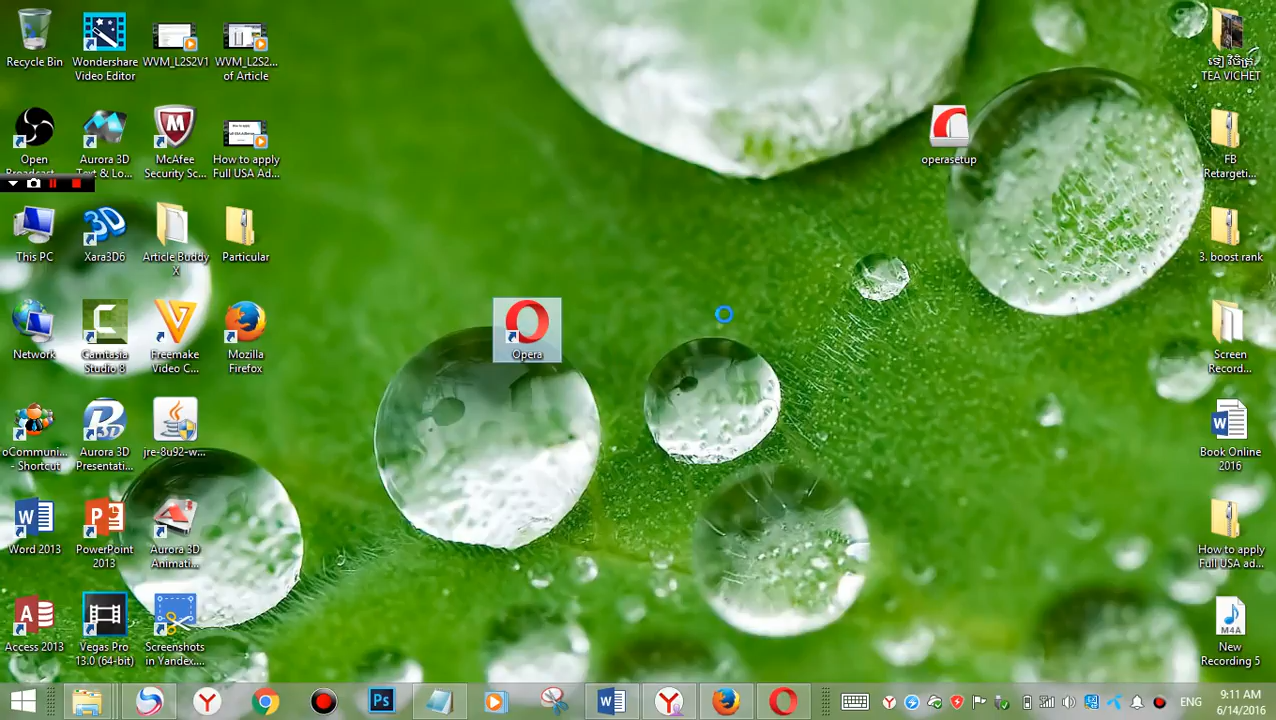 Recycle Bin
Wondershare
Video Editor
WVM_L2S2V1
WVM_L2S2...
of Article
Open
Broadcast...
Aurora 3D
Text & Lo...
McAfee
Security Sc...
How to apply
Full USA Ad...
This PC
Xara3D6
Article Buddy
X
Particular
Network
Camtasia
Studio 8
Freemake
Video C...
Mozilla
Firefox
oCommuni...
- Shortcut
Aurora 3D
Presentati...
jre-8u92-w...
Word 2013
PowerPoint
2013
Aurora 3D
Animati...
Access 2013
Vegas Pro
13.0 (64-bit)
Screenshots
in Yandex....
Opera
operasetup
TEA VICHET
FB
Retargeti...
3. boost rank
Screen
Record...
Book Online
2016
How to apply
Full USA ad...
M4A
New
Recording 5
ENG
9:11 AM
6/14/2016